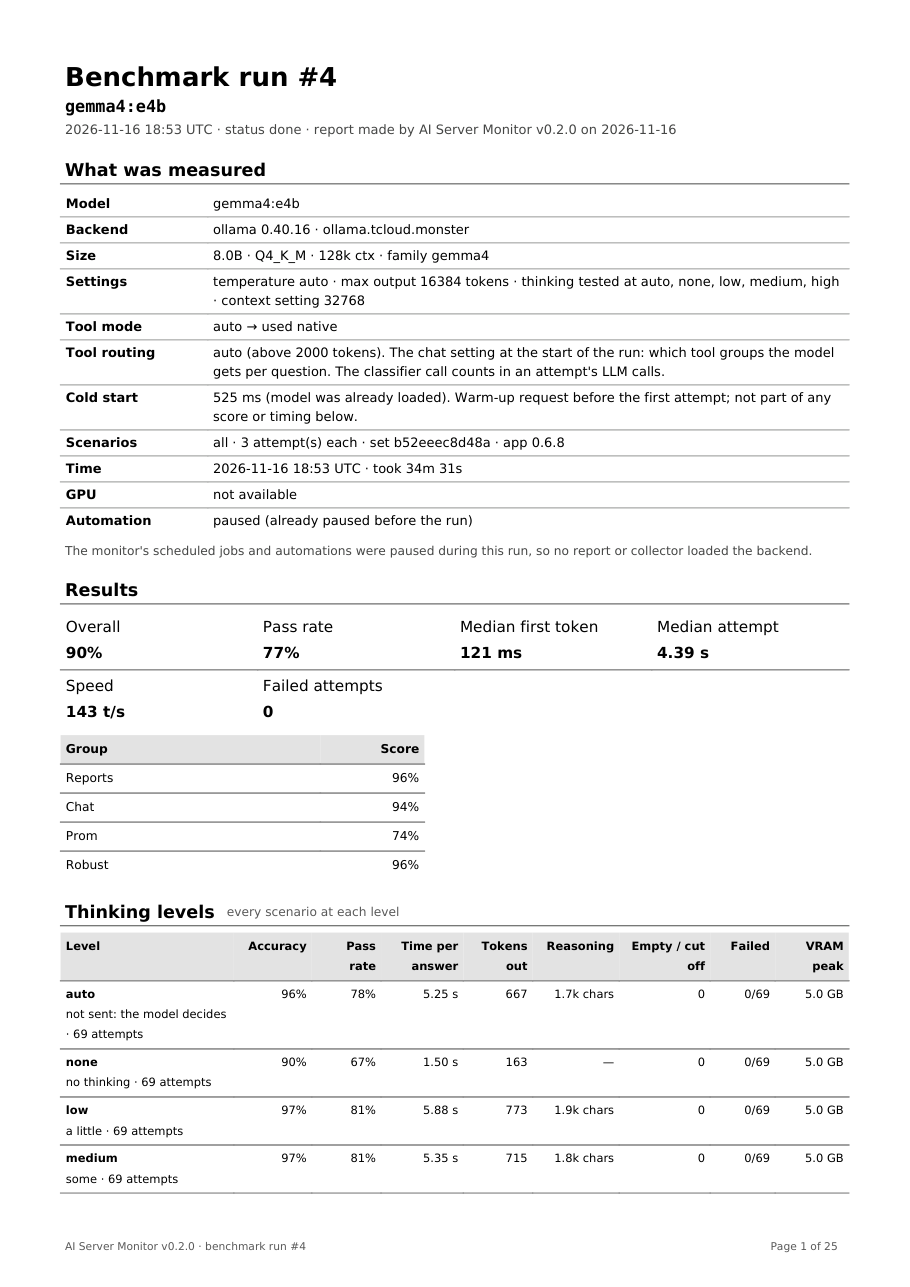 Benchmark run #4
gemma4:e4b
2026-11-16 18:53 UTC · status done · report made by AI Server Monitor v0.2.0 on 2026-11-16
What was measured
Model gemma4:e4b
Backend ollama 0.40.16 · ollama.tcloud.monster
Size 8.0B · Q4_K_M · 128k ctx · family gemma4
Settings temperature auto · max output 16384 tokens · thinking tested at auto, none, low, medium, high
· context setting 32768
Tool mode auto → used native
Tool routing auto (above 2000 tokens). The chat setting at the start of the run: which tool groups the model
gets per question. The classifier call counts in an attempt's LLM calls.
Cold start 525 ms (model was already loaded). Warm-up request before the first attempt; not part of any
score or timing below.
Scenarios all · 3 attempt(s) each · set b52eeec8d48a · app 0.6.8
Time 2026-11-16 18:53 UTC · took 34m 31s
GPU not available
Automation paused (already paused before the run)
The monitor's scheduled jobs and automations were paused during this run, so no report or collector loaded the backend.
Results
Overall Pass rate Median first token Median attempt
90% 77% 121 ms 4.39 s
Speed Failed attempts
143 t/s 0
Group Score
Reports 96%
Chat 94%
Prom 74%
Robust 96%
Thinking levels every scenario at each level
Level Accuracy Pass Time per Tokens Reasoning Empty / cut Failed VRAM
rate answer out off peak
auto 96% 78% 5.25 s 667 1.7k chars 0 0/69 5.0 GB
not sent: the model decides
· 69 attempts
none 90% 67% 1.50 s 163 — 0 0/69 5.0 GB
no thinking · 69 attempts
low 97% 81% 5.88 s 773 1.9k chars 0 0/69 5.0 GB
a little · 69 attempts
medium 97% 81% 5.35 s 715 1.8k chars 0 0/69 5.0 GB
some · 69 attempts
AI Server Monitor v0.2.0 · benchmark run #4 Page 1 of 25